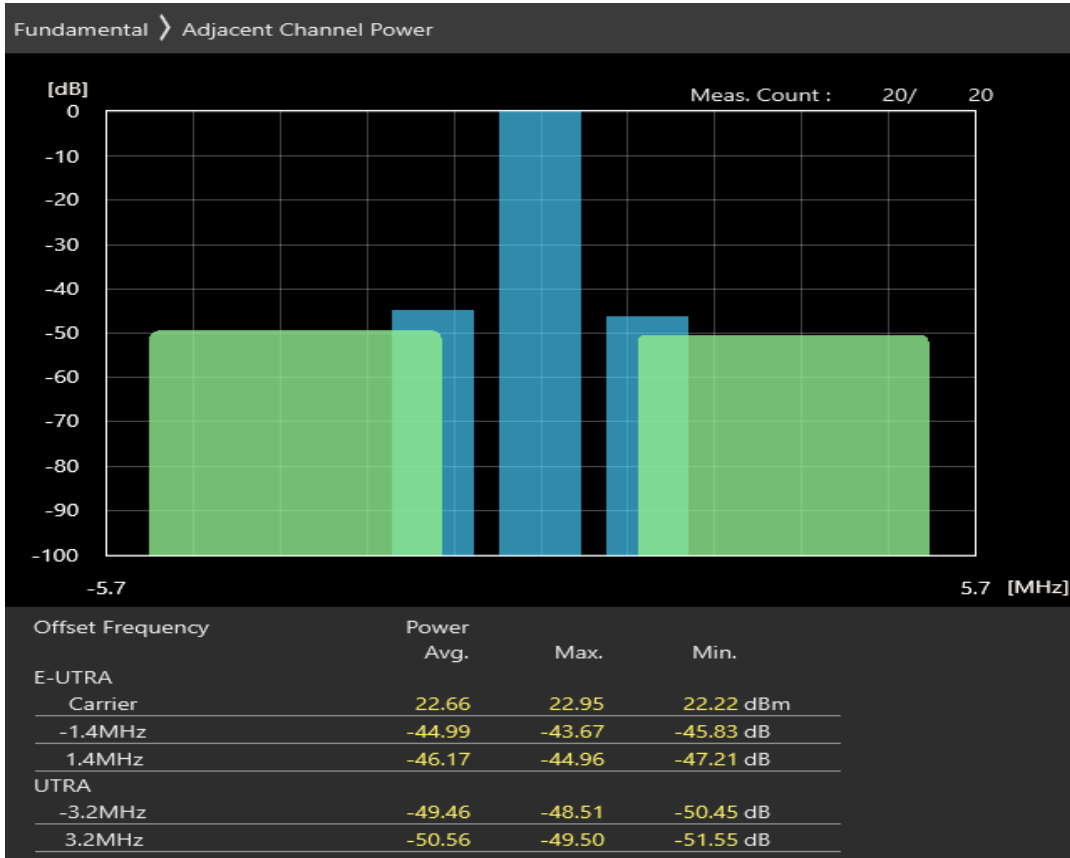 Fundamental 〉 Adjacent Channel Power
[dB]
Meas. Count : 20/ 20
0
-10
-20
-30
-40
-50
-60
-70
-80
-90
-100
-5.7 5.7 [MHz]
Offset Frequency Power
Avg. Max. Min.
E-UTRA
Carrier 22.66 22.95 22.22 dBm
-1.4MHz -44.99 -43.67 -45.83 dB
1.4MHz -46.17 -44.96 -47.21 dB
UTRA
-3.2MHz -49.46 -48.51 -50.45 dB
3.2MHz -50.56 -49.50 -51.55 dB